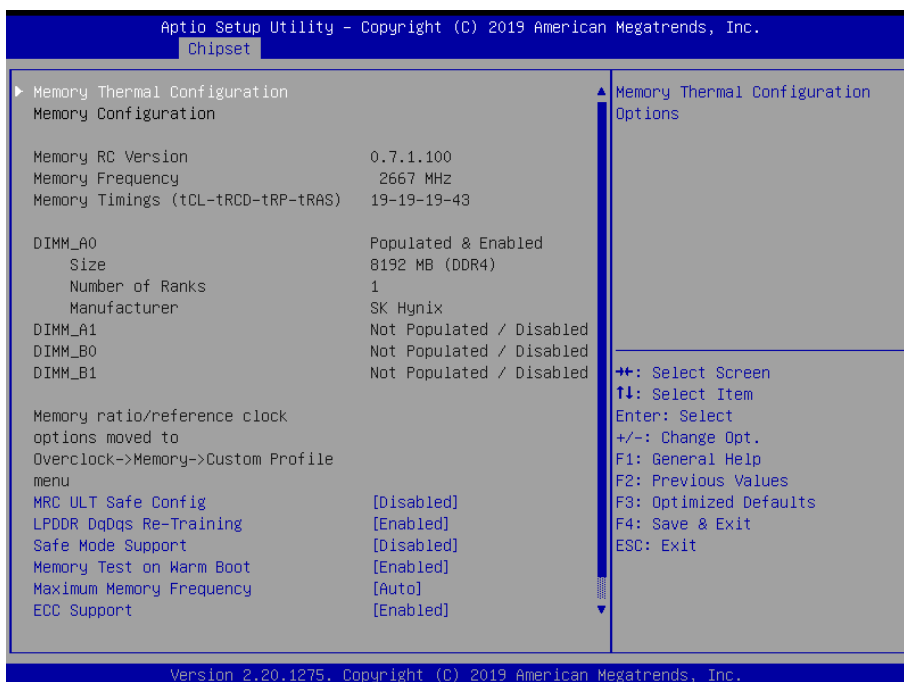 Aptio Setup Utility – Copyright (C) 2019 American Megatrends, Inc.
Chipset
Memory Thermal Configuration
Memory Configuration
Memory RC Version 0.7.1.100
Memory Frequency 2667 MHz
Memory Timings (tCL-tRCD-tRP-tRAS) 19-19-19-43
DIMM_A0 Populated & Enabled
Size 8192 MB (DDR4)
Number of Ranks 1
Manufacturer SK Hynix
DIMM_A1 Not Populated / Disabled
DIMM_B0 Not Populated / Disabled
DIMM_B1 Not Populated / Disabled
Memory ratio/reference clock
options moved to
Overclock->Memory->Custom Profile
menu
MRC ULT Safe Config [Disabled]
LPDDR DqDqs Re-Training [Enabled]
Safe Mode Support [Disabled]
Memory Test on Warm Boot [Enabled]
Maximum Memory Frequency [Auto]
ECC Support [Enabled]
Memory Thermal Configuration
Options
→←: Select Screen
↑↓: Select Item
Enter: Select
+/-: Change Opt.
F1: General Help
F2: Previous Values
F3: Optimized Defaults
F4: Save & Exit
ESC: Exit
Version 2.20.1275. Copyright (C) 2019 American Megatrends, Inc.